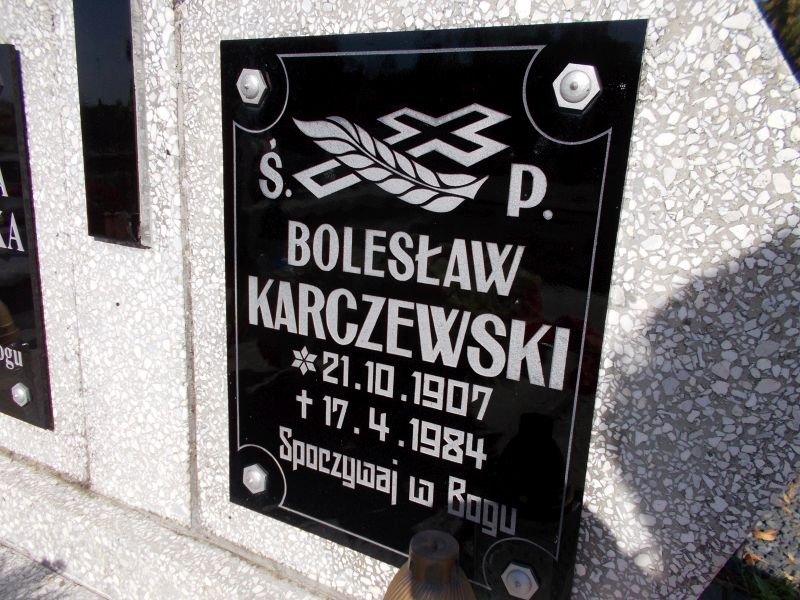 Ś. P.
BOLESŁAW
KARCZEWSKI
* 21.10.1907
† 17.4.1984
Spoczywaj w Bogu